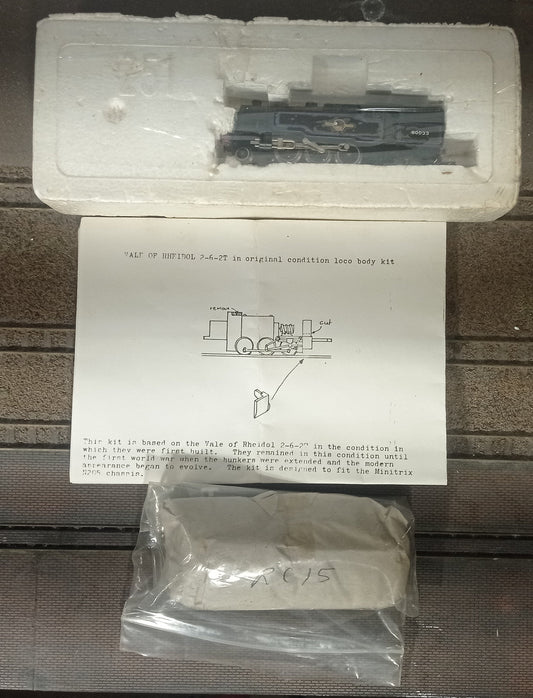 VALE OF RHEIDOL 2-6-2T in original condition loco body kit
remove
cut
This kit is based on the Vale of Rheidol 2-6-2T in the condition in
which they were first built. They remained in this condition until
the first world war when the bunkers were extended and the modern
appearance began to evolve. The kit is designed to fit the Minitrix
N206 chassis.
RC15